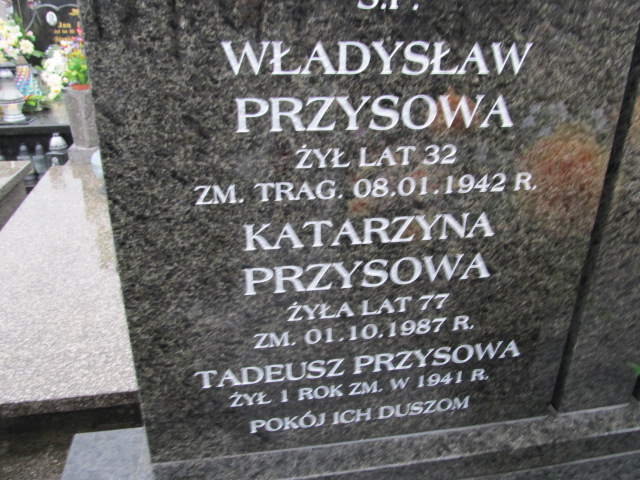 Ś.P.
WŁADYSŁAW
PRZYSOWA
ŻYŁ LAT 32
ZM. TRAG. 08.01.1942 R.
KATARZYNA
PRZYSOWA
ŻYŁA LAT 77
ZM. 01.10.1987 R.
TADEUSZ PRZYSOWA
ŻYŁ 1 ROK ZM. W 1941 R.
POKÓJ ICH DUSZOM